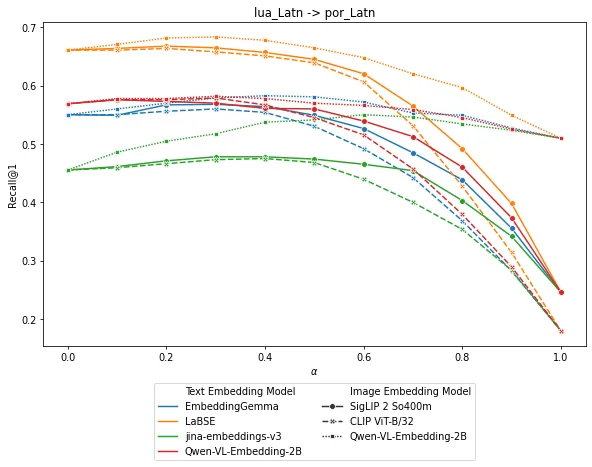 lua_Latn -> por_Latn
0.7
0.6
0.5
0.4
0.3
0.2
Recall@1
0.0 0.2 0.4 0.6 0.8 1.0
α
Text Embedding Model Image Embedding Model
EmbeddingGemma SigLIP 2 So400m
LaBSE CLIP ViT-B/32
jina-embeddings-v3 Qwen-VL-Embedding-2B
Qwen-VL-Embedding-2B